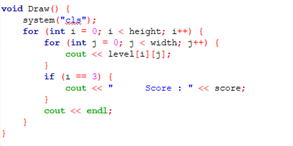 void Draw() {
    system("cls");
    for (int i = 0; i < height; i++) {
        for (int j = 0; j < width; j++) {
            cout << level[i][j];
        }
        if (i == 3) {
            cout << "      Score : " << score;
        }
        cout << endl;
    }
}